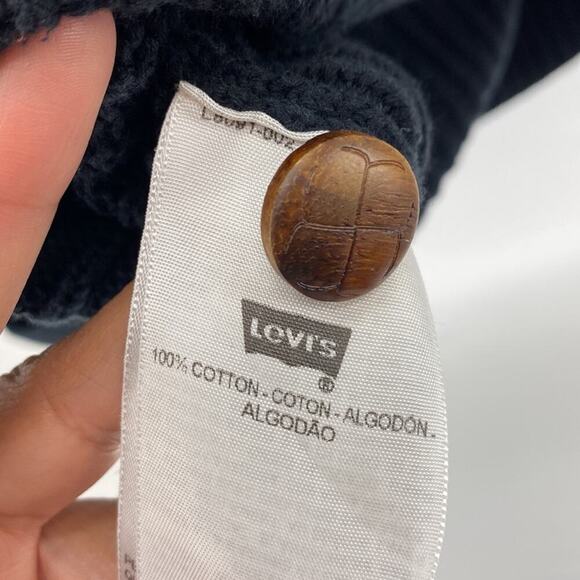 Levi's
®
100% COTTON - COTON - ALGODÓN -
ALGODÃO